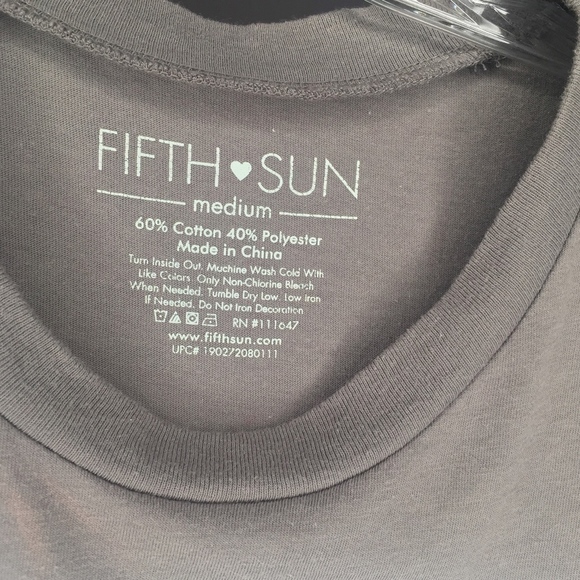 FIFTH♥SUN
medium
60% Cotton 40% Polyester
Made in China
Turn Inside Out. Machine Wash Cold With
Like Colors. Only Non-Chlorine Bleach
When Needed. Tumble Dry Low. Low Iron
If Needed. Do Not Iron Decoration
RN #111647
www.fifthsun.com
UPC# 190272080111